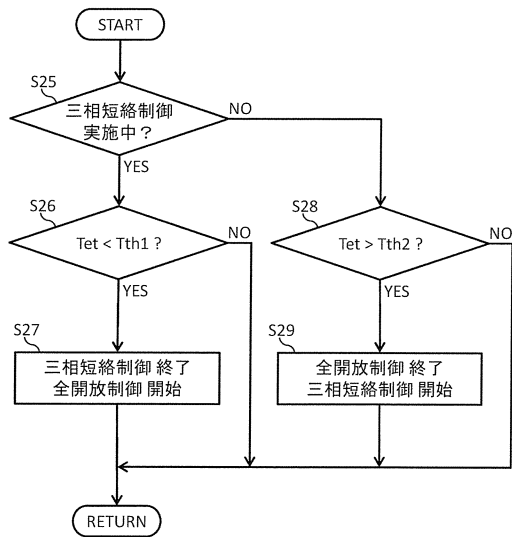 START
S25
三相短絡制御
実施中？
NO
YES
S26
Tet < Tth1 ?
NO
YES
S28
Tet > Tth2 ?
NO
YES
S27
三相短絡制御 終了
全開放制御 開始
S29
全開放制御 終了
三相短絡制御 開始
RETURN